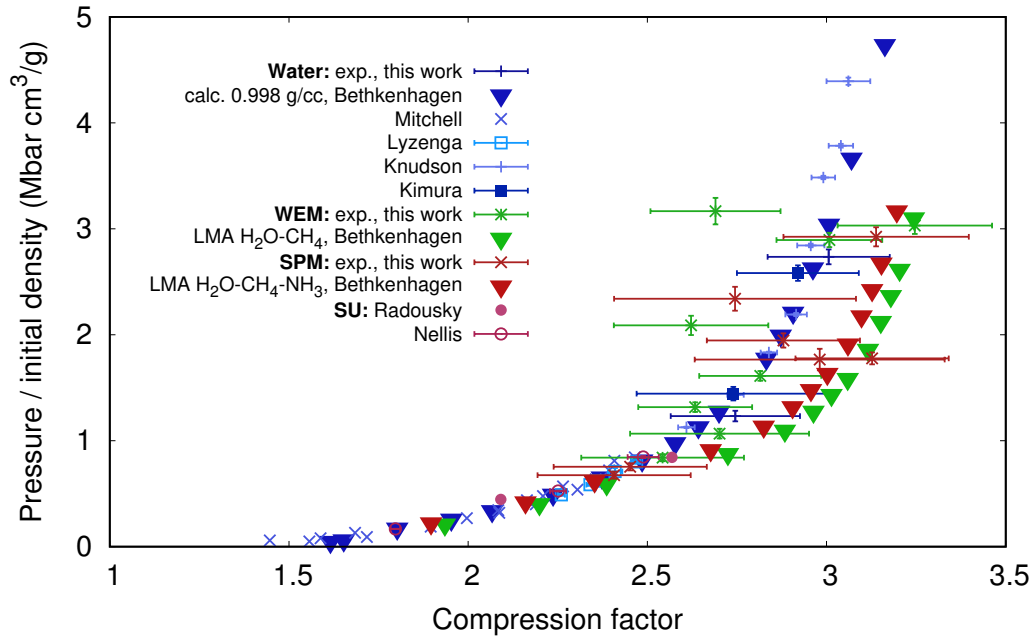 Pressure / initial density (Mbar cm³/g)
5
4
3
2
1
0
Water: exp., this work
calc. 0.998 g/cc, Bethkenhagen
Mitchell
Lyzenga
Knudson
Kimura
WEM: exp., this work
LMA H₂O-CH₄, Bethkenhagen
SPM: exp., this work
LMA H₂O-CH₄-NH₃, Bethkenhagen
SU: Radousky
Nellis
1 1.5 2 2.5 3 3.5
Compression factor